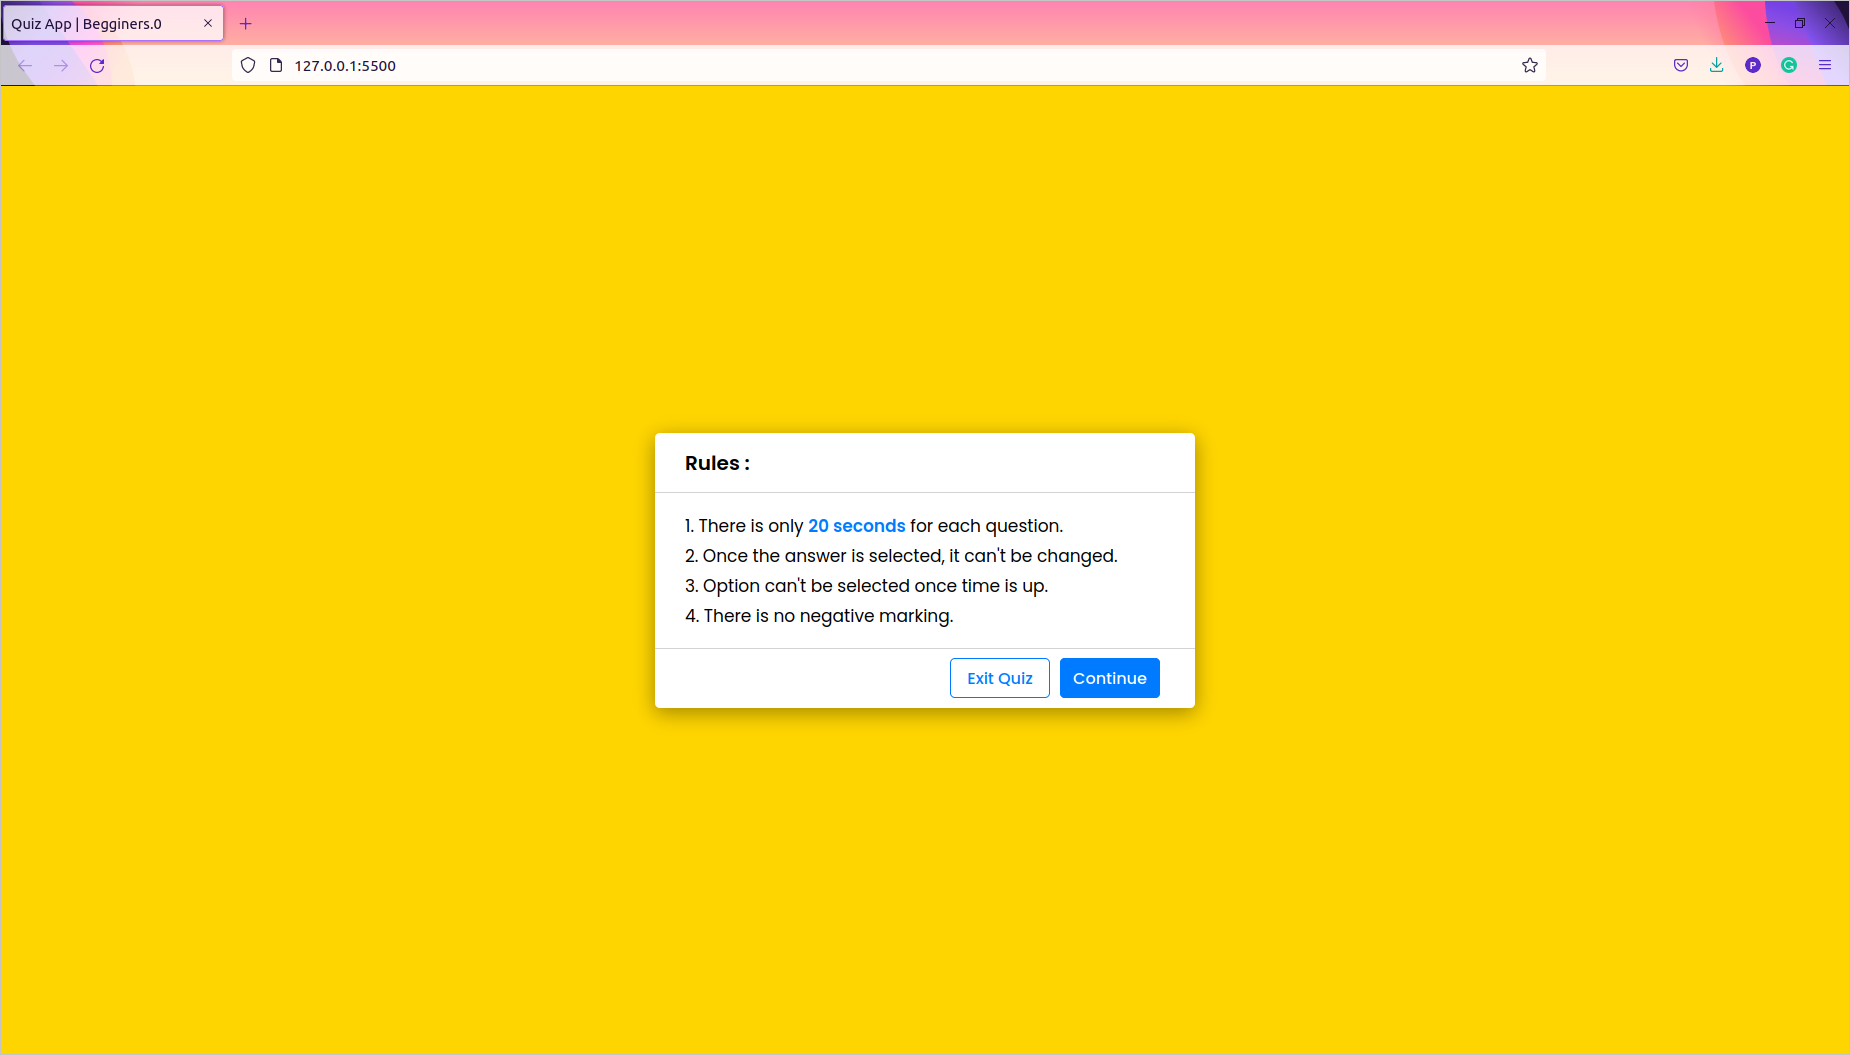 Quiz App | Begginers.0
127.0.0.1:5500
P
Rules :
1. There is only 20 seconds for each question.
2. Once the answer is selected, it can't be changed.
3. Option can't be selected once time is up.
4. There is no negative marking.
Exit Quiz Continue